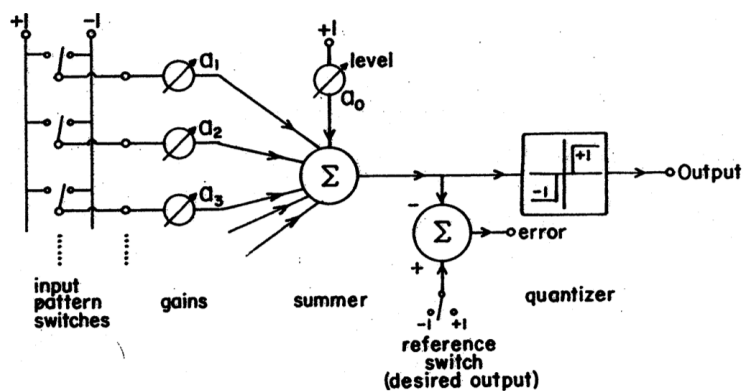 +1
-1
+1
level
a₁
a₀
a₂
a₃
Σ
+1
-1
Output
-
Σ
error
+
-1
+1
input
pattern
switches
gains
summer
quantizer
reference
switch
(desired output)